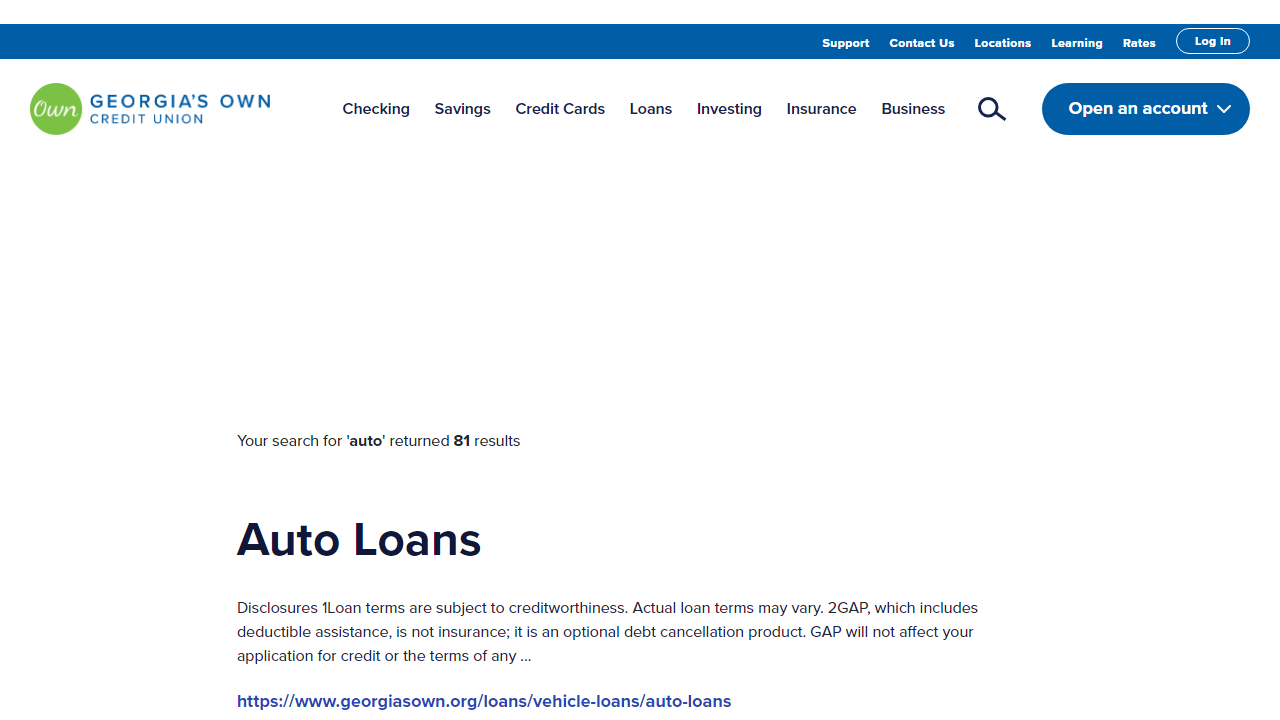 Support Contact Us Locations Learning Rates Log In
Own GEORGIA'S OWN
CREDIT UNION
Checking Savings Credit Cards Loans Investing Insurance Business Open an account
Your search for 'auto' returned 81 results
Auto Loans
Disclosures 1Loan terms are subject to creditworthiness. Actual loan terms may vary. 2GAP, which includes
deductible assistance, is not insurance; it is an optional debt cancellation product. GAP will not affect your
application for credit or the terms of any ...
https://www.georgiasown.org/loans/vehicle-loans/auto-loans